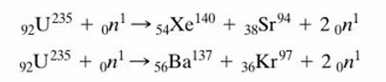 ₉₂U²³⁵ + ₀n¹ → ₅₄Xe¹⁴⁰ + ₃₈Sr⁹⁴ + 2 ₀n¹
₉₂U²³⁵ + ₀n¹ → ₅₆Ba¹³⁷ + ₃₆Kr⁹⁷ + 2 ₀n¹